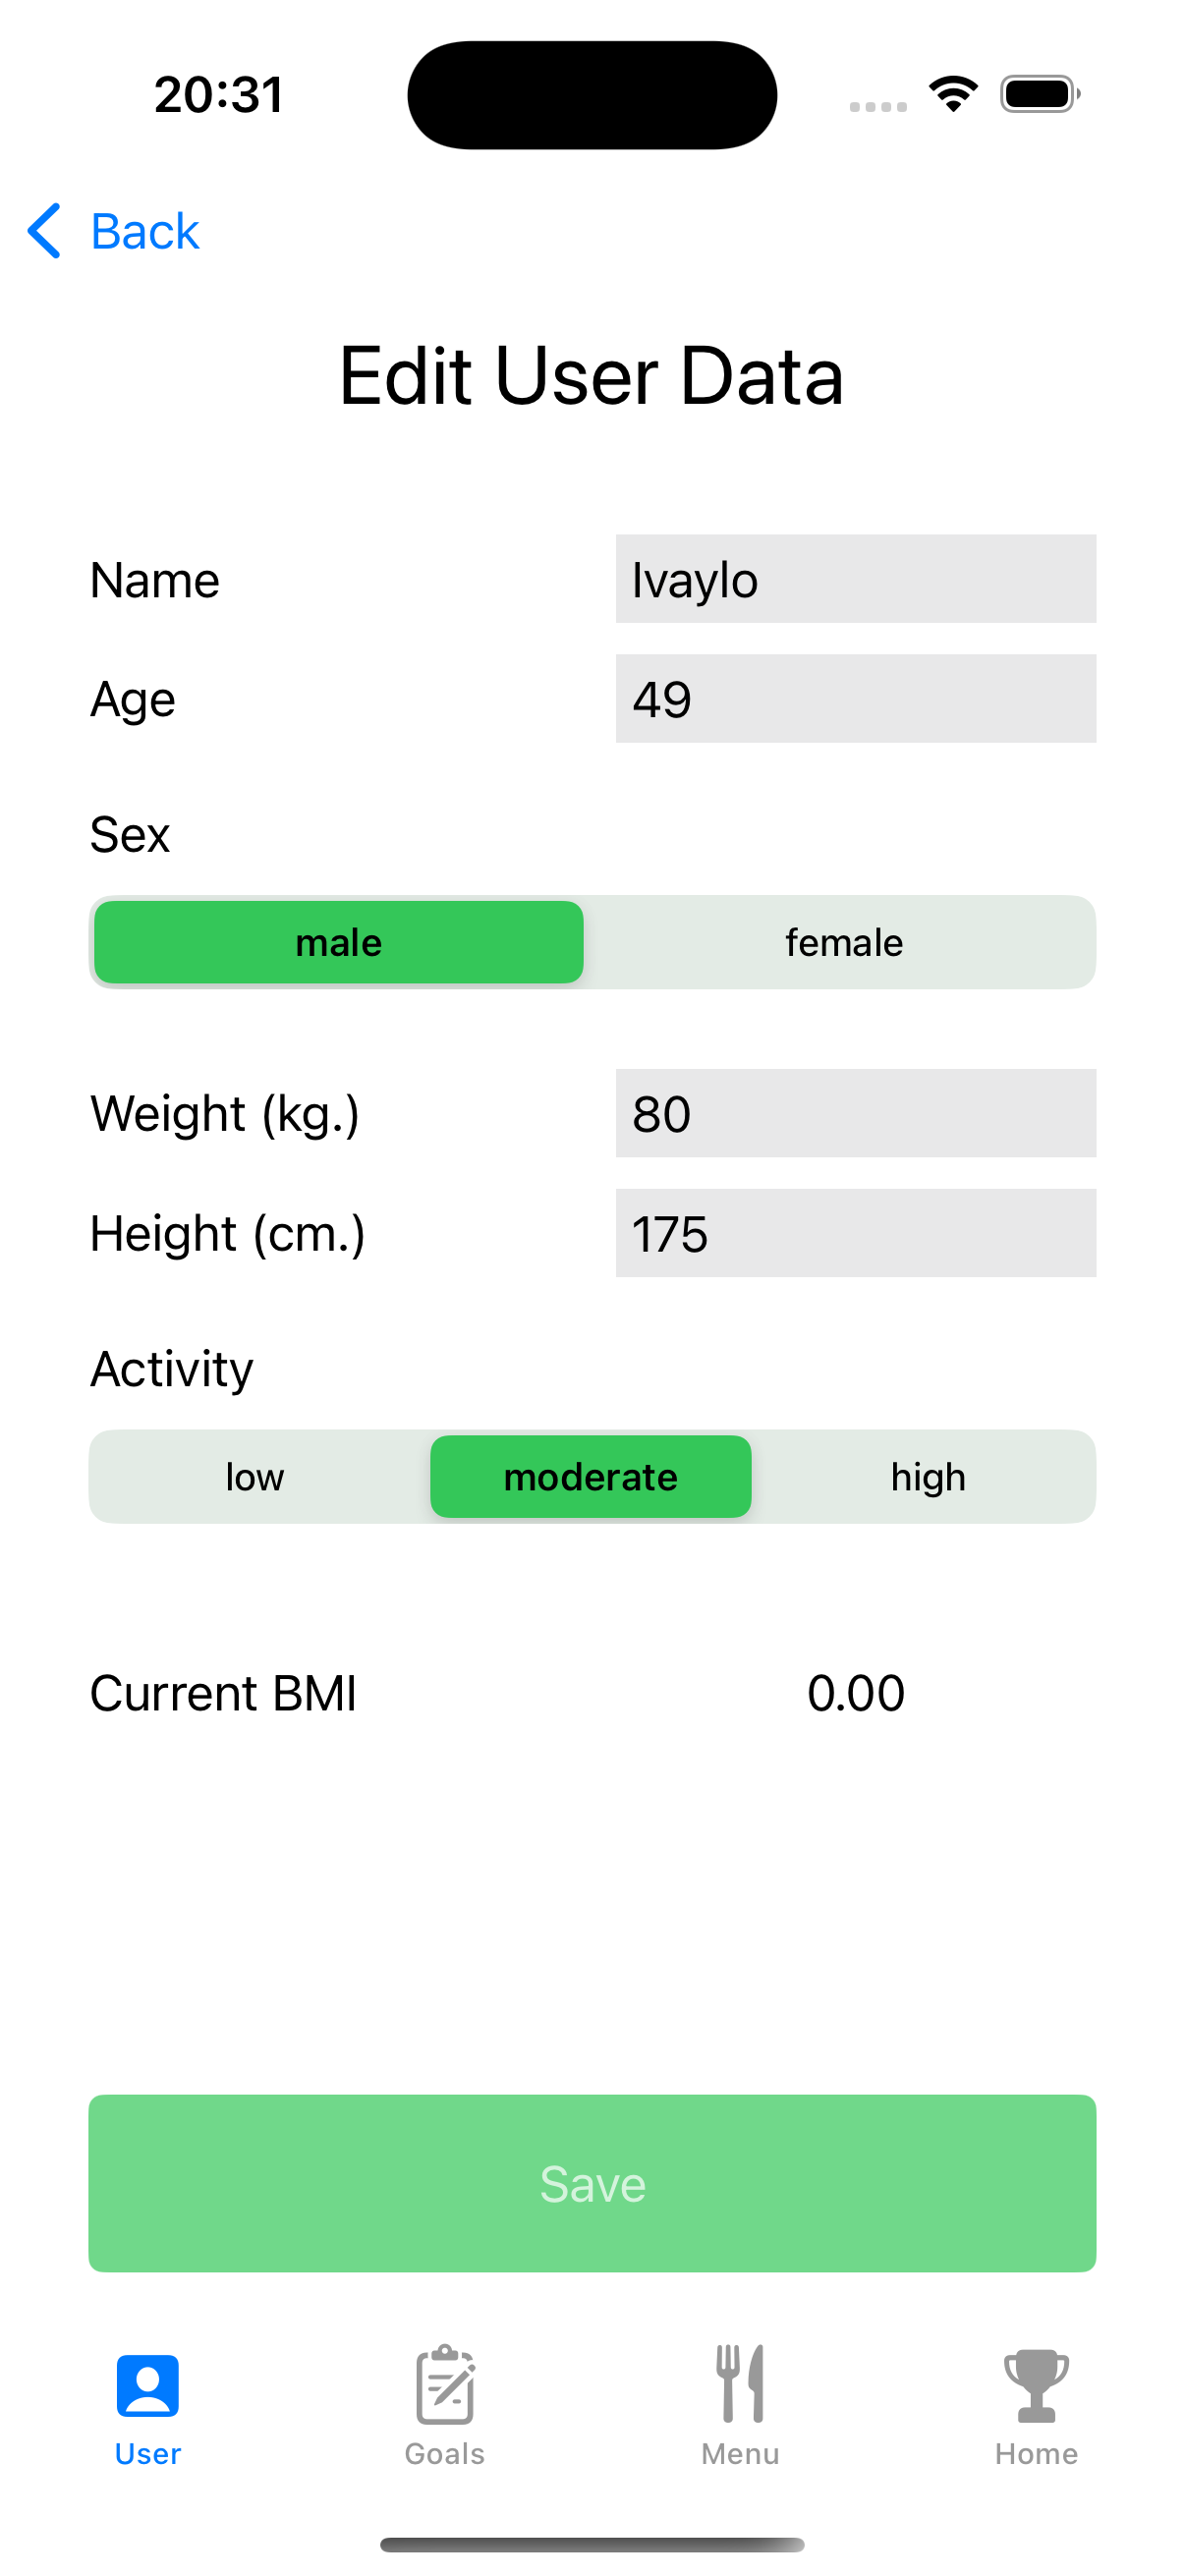 20:31
Back
Edit User Data
Name Ivaylo
Age 49
Sex
male female
Weight (kg.) 80
Height (cm.) 175
Activity
low moderate high
Current BMI 0.00
Save
User Goals Menu Home